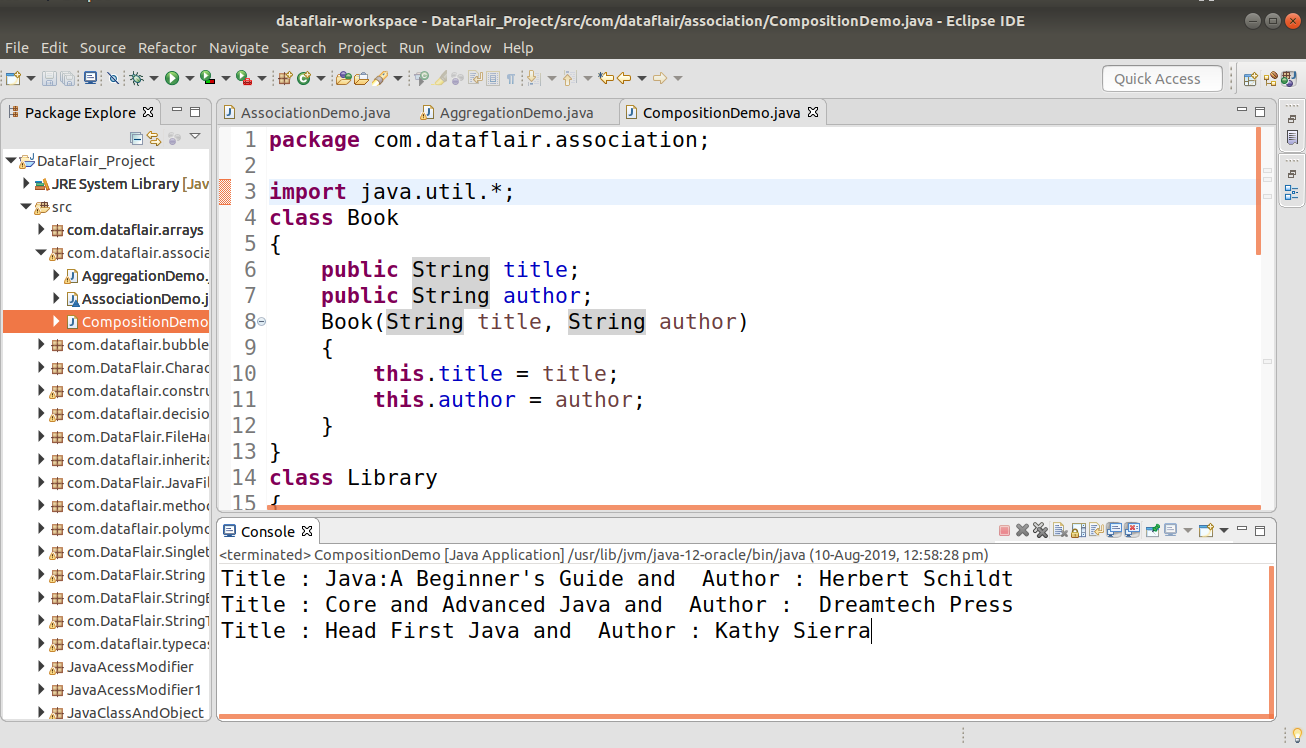 dataflair-workspace - DataFlair_Project/src/com/dataflair/association/CompositionDemo.java - Eclipse IDE
File Edit Source Refactor Navigate Search Project Run Window Help
Quick Access
Package Explore
DataFlair_Project
JRE System Library [Jav
src
com.dataflair.arrays
com.dataflair.associa
AggregationDemo.
AssociationDemo.j
CompositionDemo
com.dataflair.bubble
com.DataFlair.Charac
com.dataflair.constru
com.dataflair.decisio
com.DataFlair.FileHan
com.dataflair.inherita
com.DataFlair.JavaFil
com.dataflair.method
com.dataflair.polymo
com.DataFlair.Singlet
com.DataFlair.String
com.DataFlair.StringB
com.DataFlair.StringT
com.dataflair.typecas
JavaAcessModifier
JavaAcessModifier1
JavaClassAndObject
AssociationDemo.java AggregationDemo.java CompositionDemo.java
1 package com.dataflair.association;
2
3 import java.util.*;
4 class Book
5 {
6 public String title;
7 public String author;
8 Book(String title, String author)
9 {
10 this.title = title;
11 this.author = author;
12 }
13 }
14 class Library
15 {
Console
<terminated> CompositionDemo [Java Application] /usr/lib/jvm/java-12-oracle/bin/java (10-Aug-2019, 12:58:28 pm)
Title : Java:A Beginner's Guide and  Author : Herbert Schildt
Title : Core and Advanced Java and  Author :  Dreamtech Press
Title : Head First Java and  Author : Kathy Sierra